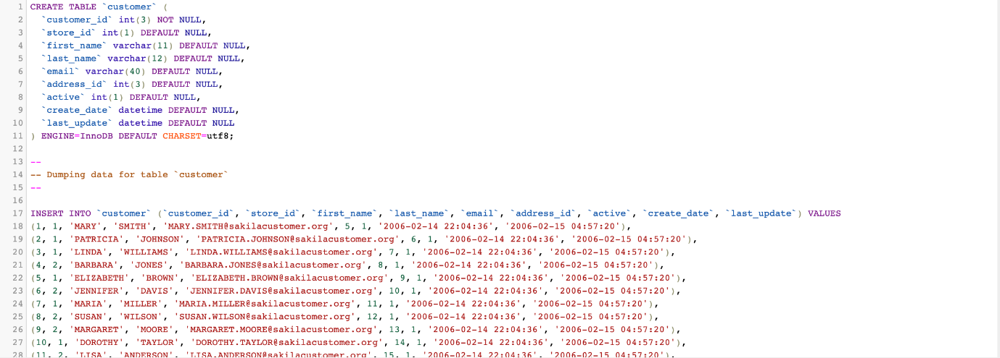 1 CREATE TABLE `customer` (
2 `customer_id` int(3) NOT NULL,
3 `store_id` int(1) DEFAULT NULL,
4 `first_name` varchar(11) DEFAULT NULL,
5 `last_name` varchar(12) DEFAULT NULL,
6 `email` varchar(40) DEFAULT NULL,
7 `address_id` int(3) DEFAULT NULL,
8 `active` int(1) DEFAULT NULL,
9 `create_date` datetime DEFAULT NULL,
10 `last_update` datetime DEFAULT NULL
11 ) ENGINE=InnoDB DEFAULT CHARSET=utf8;
12
13 --
14 -- Dumping data for table `customer`
15 --
16
17 INSERT INTO `customer` (`customer_id`, `store_id`, `first_name`, `last_name`, `email`, `address_id`, `active`, `create_date`, `last_update`) VALUES
18 (1, 1, 'MARY', 'SMITH', 'MARY.SMITH@sakilacustomer.org', 5, 1, '2006-02-14 22:04:36', '2006-02-15 04:57:20'),
19 (2, 1, 'PATRICIA', 'JOHNSON', 'PATRICIA.JOHNSON@sakilacustomer.org', 6, 1, '2006-02-14 22:04:36', '2006-02-15 04:57:20'),
20 (3, 1, 'LINDA', 'WILLIAMS', 'LINDA.WILLIAMS@sakilacustomer.org', 7, 1, '2006-02-14 22:04:36', '2006-02-15 04:57:20'),
21 (4, 2, 'BARBARA', 'JONES', 'BARBARA.JONES@sakilacustomer.org', 8, 1, '2006-02-14 22:04:36', '2006-02-15 04:57:20'),
22 (5, 1, 'ELIZABETH', 'BROWN', 'ELIZABETH.BROWN@sakilacustomer.org', 9, 1, '2006-02-14 22:04:36', '2006-02-15 04:57:20'),
23 (6, 2, 'JENNIFER', 'DAVIS', 'JENNIFER.DAVIS@sakilacustomer.org', 10, 1, '2006-02-14 22:04:36', '2006-02-15 04:57:20'),
24 (7, 1, 'MARIA', 'MILLER', 'MARIA.MILLER@sakilacustomer.org', 11, 1, '2006-02-14 22:04:36', '2006-02-15 04:57:20'),
25 (8, 2, 'SUSAN', 'WILSON', 'SUSAN.WILSON@sakilacustomer.org', 12, 1, '2006-02-14 22:04:36', '2006-02-15 04:57:20'),
26 (9, 2, 'MARGARET', 'MOORE', 'MARGARET.MOORE@sakilacustomer.org', 13, 1, '2006-02-14 22:04:36', '2006-02-15 04:57:20'),
27 (10, 1, 'DOROTHY', 'TAYLOR', 'DOROTHY.TAYLOR@sakilacustomer.org', 14, 1, '2006-02-14 22:04:36', '2006-02-15 04:57:20'),
28 (11, 2, 'LISA', 'ANDERSON', 'LISA.ANDERSON@sakilacustomer.org', 15, 1, '2006-02-14 22:04:36', '2006-02-15 04:57:20'),